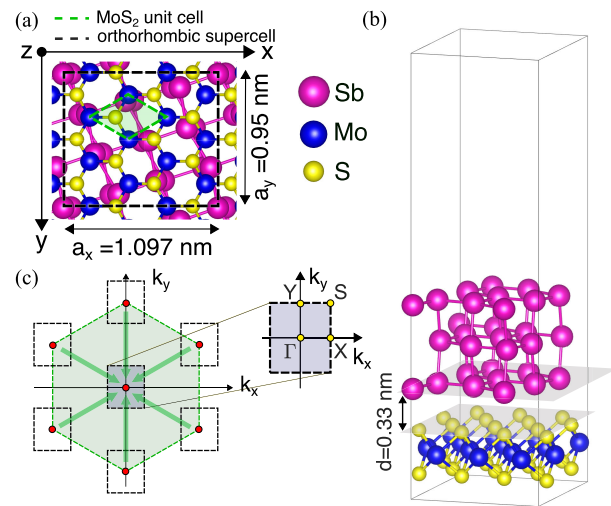 (a)
MoS₂ unit cell
orthorhombic supercell
z
x
y
a_y =0.95 nm
a_x =1.097 nm
Sb
Mo
S
(b)
d=0.33 nm
(c)
k_y
k_x
k_y
Y
S
Γ
X
k_x